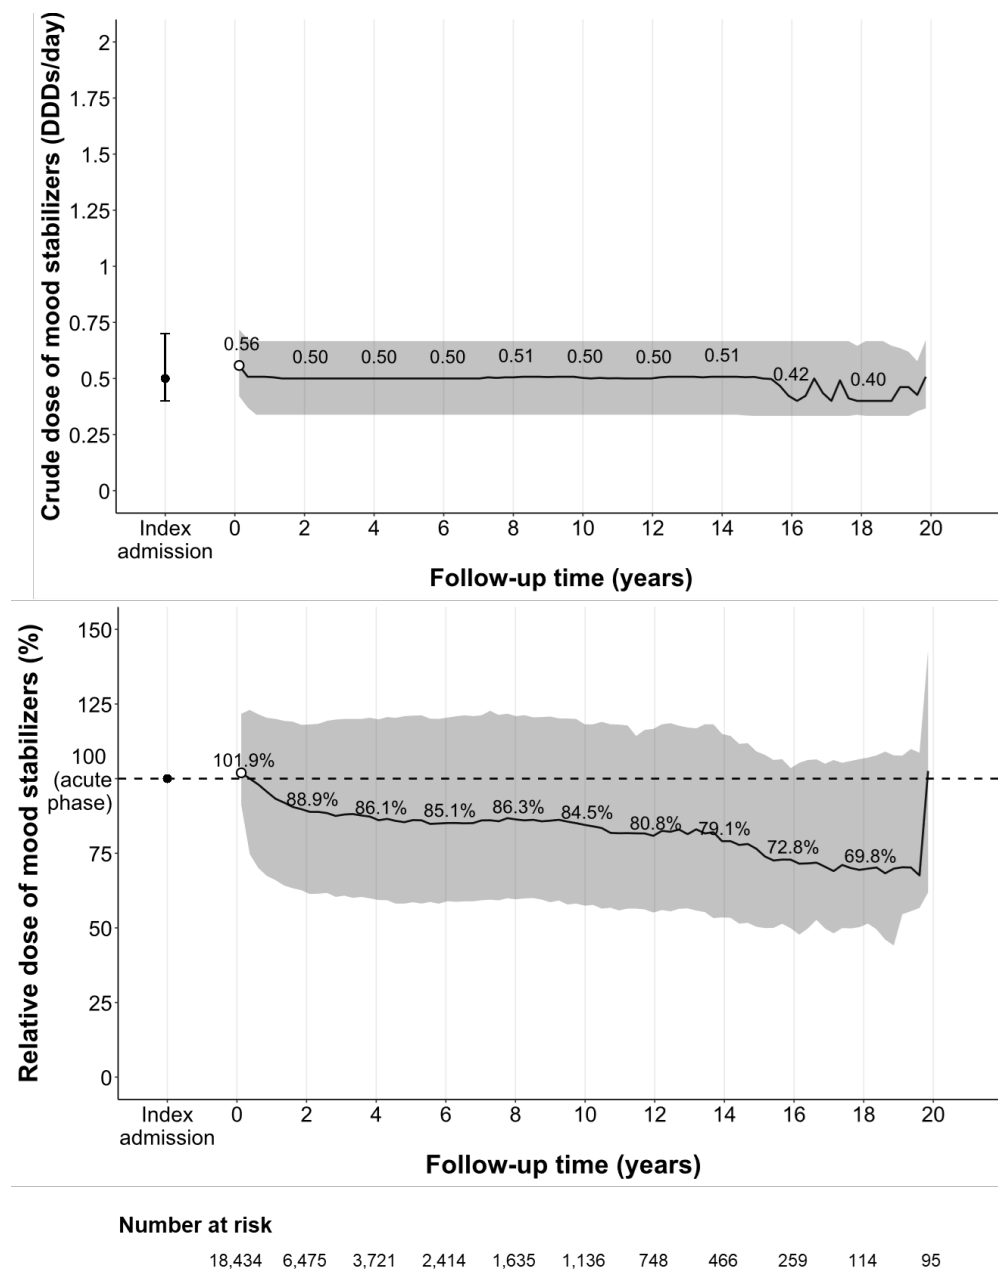 Crude dose of mood stabilizers (DDDs/day)
2
1.75
1.5
1.25
1
0.75
0.5
0.25
0
0.56
0.50
0.50
0.50
0.51
0.50
0.50
0.51
0.42
0.40
Index
admission
0 2 4 6 8 10 12 14 16 18 20
Follow-up time (years)
Relative dose of mood stabilizers (%)
150
125
100
(acute
phase)
75
50
25
0
101.9%
88.9%
86.1%
85.1%
86.3%
84.5%
80.8%
79.1%
72.8%
69.8%
Index
admission
0 2 4 6 8 10 12 14 16 18 20
Follow-up time (years)
Number at risk
18,434 6,475 3,721 2,414 1,635 1,136 748 466 259 114 95